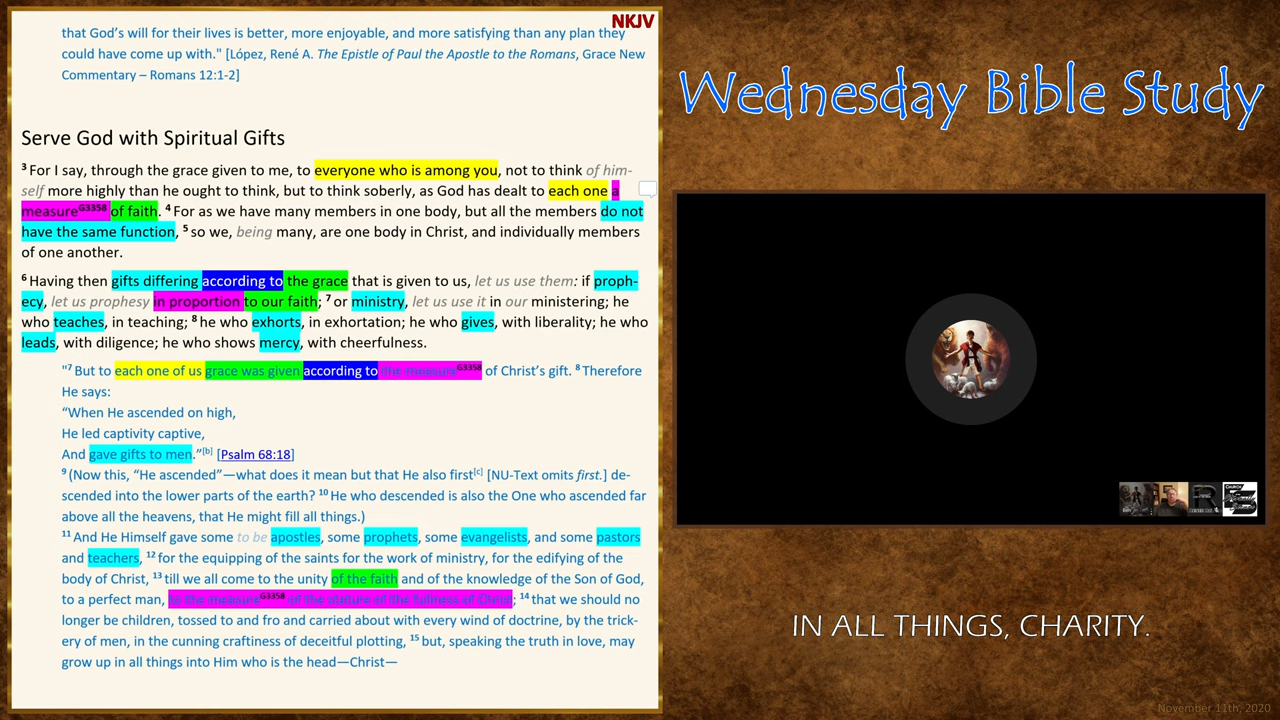 NKJV
that God's will for their lives is better, more enjoyable, and more satisfying than any plan they
could have come up with." [López, René A. The Epistle of Paul the Apostle to the Romans, Grace New
Commentary – Romans 12:1-2]
Serve God with Spiritual Gifts
3 For I say, through the grace given to me, to everyone who is among you, not to think of him-
self more highly than he ought to think, but to think soberly, as God has dealt to each one a
measureG3358 of faith. 4 For as we have many members in one body, but all the members do not
have the same function, 5 so we, being many, are one body in Christ, and individually members
of one another.
6 Having then gifts differing according to the grace that is given to us, let us use them: if proph-
ecy, let us prophesy in proportion to our faith; 7 or ministry, let us use it in our ministering; he
who teaches, in teaching; 8 he who exhorts, in exhortation; he who gives, with liberality; he who
leads, with diligence; he who shows mercy, with cheerfulness.
"7 But to each one of us grace was given according to the measureG3358 of Christ's gift. 8 Therefore
He says:
“When He ascended on high,
He led captivity captive,
And gave gifts to men.”[b] [Psalm 68:18]
9 (Now this, “He ascended”—what does it mean but that He also first[c] [NU-Text omits first.] de-
scended into the lower parts of the earth? 10 He who descended is also the One who ascended far
above all the heavens, that He might fill all things.)
11 And He Himself gave some to be apostles, some prophets, some evangelists, and some pastors
and teachers, 12 for the equipping of the saints for the work of ministry, for the edifying of the
body of Christ, 13 till we all come to the unity of the faith and of the knowledge of the Son of God,
to a perfect man, to the measureG3358 of the stature of the fullness of Christ; 14 that we should no
longer be children, tossed to and fro and carried about with every wind of doctrine, by the trick-
ery of men, in the cunning craftiness of deceitful plotting, 15 but, speaking the truth in love, may
grow up in all things into Him who is the head—Christ—
Wednesday Bible Study
IN ALL THINGS, CHARITY.
November 11th, 2020